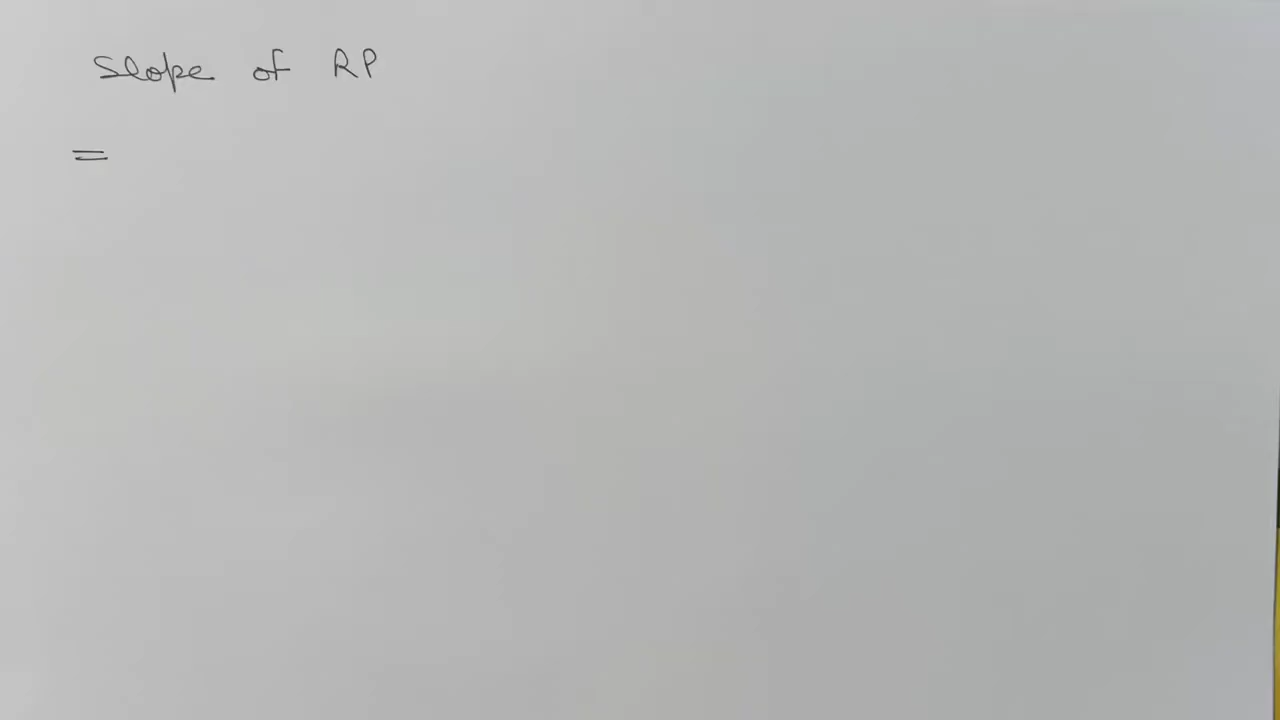 Slope of RP
=